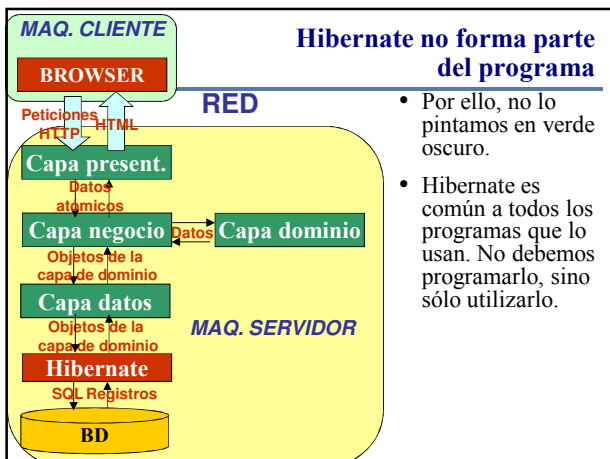 MAQ. CLIENTE
BROWSER
Hibernate no forma parte
del programa
Peticiones
HTTP
HTML
RED
Capa present.
Datos
atomicos
Capa negocio
Datos
Capa dominio
Objetos de la
capa de dominio
Capa datos
Objetos de la
capa de dominio
MAQ. SERVIDOR
Hibernate
SQL Registros
BD
• Por ello, no lo
pintamos en verde
oscuro.
• Hibernate es
común a todos los
programas que lo
usan. No debemos
programarlo, sino
sólo utilizarlo.